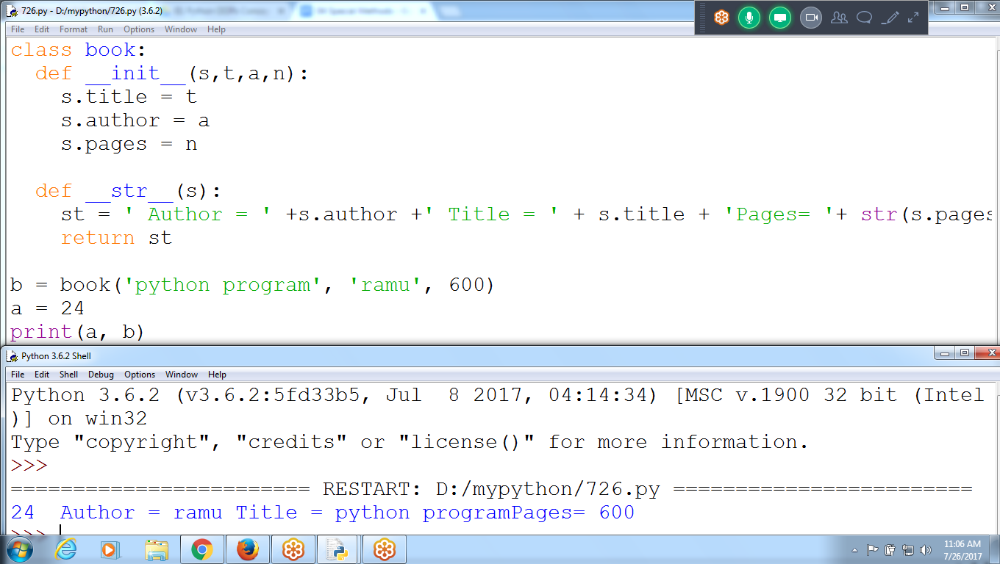 726.py - D:/mypython/726.py (3.6.2)
File Edit Format Run Options Window Help
class book:
  def __init__(s,t,a,n):
    s.title = t
    s.author = a
    s.pages = n
  def __str__(s):
    st = ' Author = ' +s.author +' Title = ' + s.title + 'Pages= '+ str(s.pages
    return st
b = book('python program', 'ramu', 600)
a = 24
print(a, b)
Python 3.6.2 Shell
File Edit Shell Debug Options Window Help
Python 3.6.2 (v3.6.2:5fd33b5, Jul  8 2017, 04:14:34) [MSC v.1900 32 bit (Intel
)] on win32
Type "copyright", "credits" or "license()" for more information.
>>>
======================== RESTART: D:/mypython/726.py ========================
24  Author = ramu Title = python programPages= 600
>>>
11:06 AM
7/26/2017